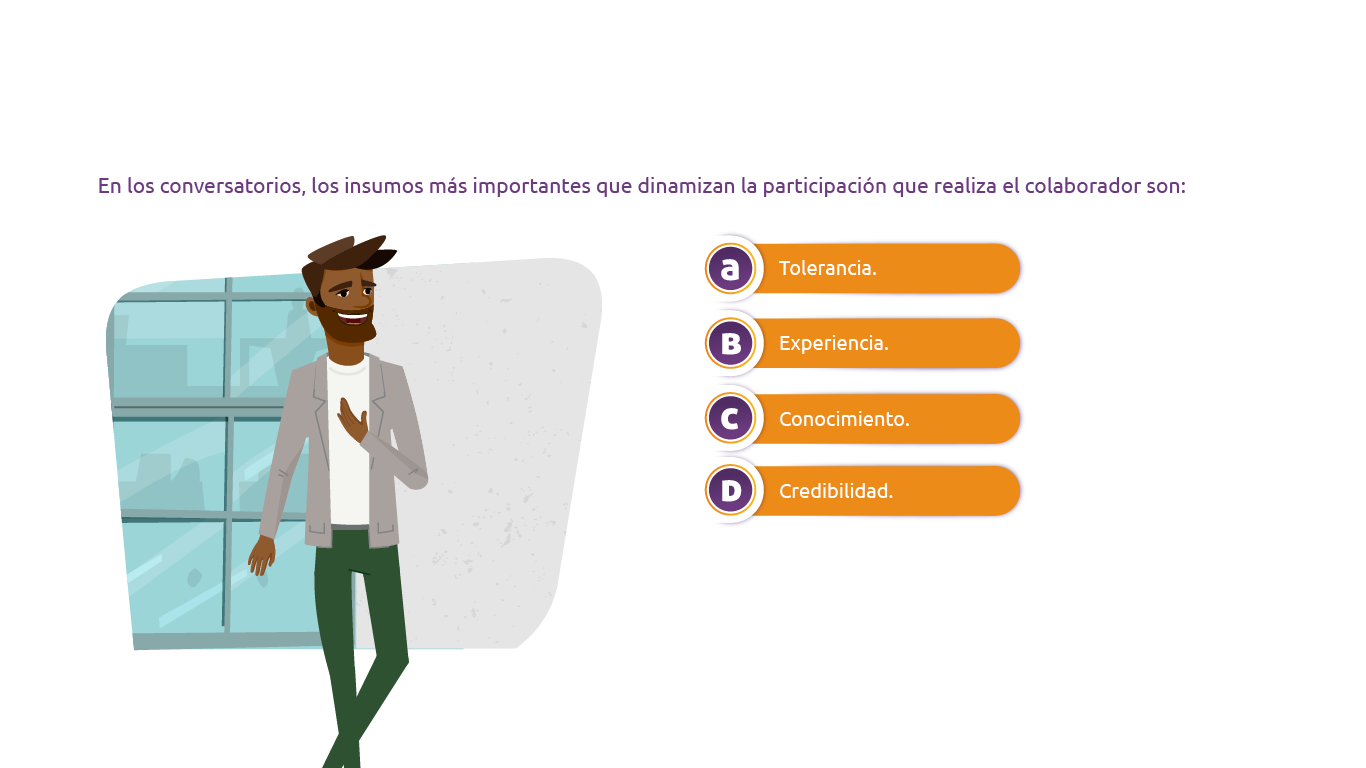 En los conversatorios, los insumos más importantes que dinamizan la participación que realiza el colaborador son:
a Tolerancia.
B Experiencia.
C Conocimiento.
D Credibilidad.